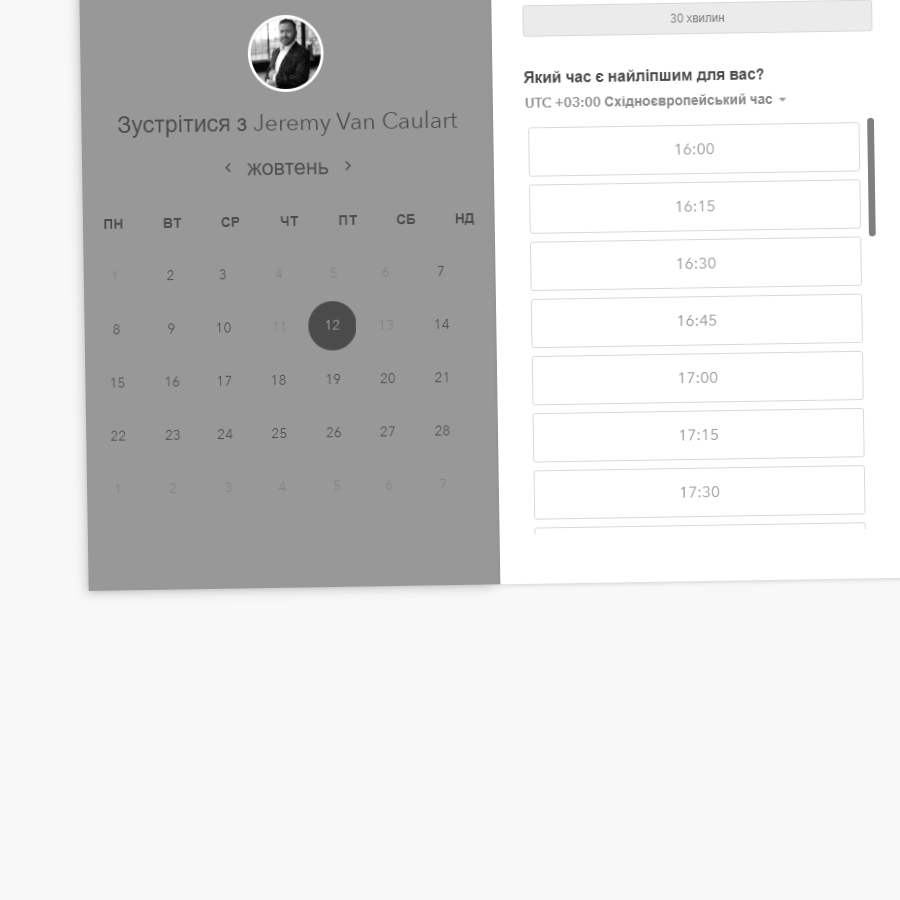 Зустрітися з Jeremy Van Caulart
жовтень
ПН ВТ СР ЧТ ПТ СБ НД
1 2 3 4 5 6 7
8 9 10 11 12 13 14
15 16 17 18 19 20 21
22 23 24 25 26 27 28
1 2 3 4 5 6 7
30 хвилин
Який час є найліпшим для вас?
UTC +03:00 Східноєвропейський час
16:00
16:15
16:30
16:45
17:00
17:15
17:30